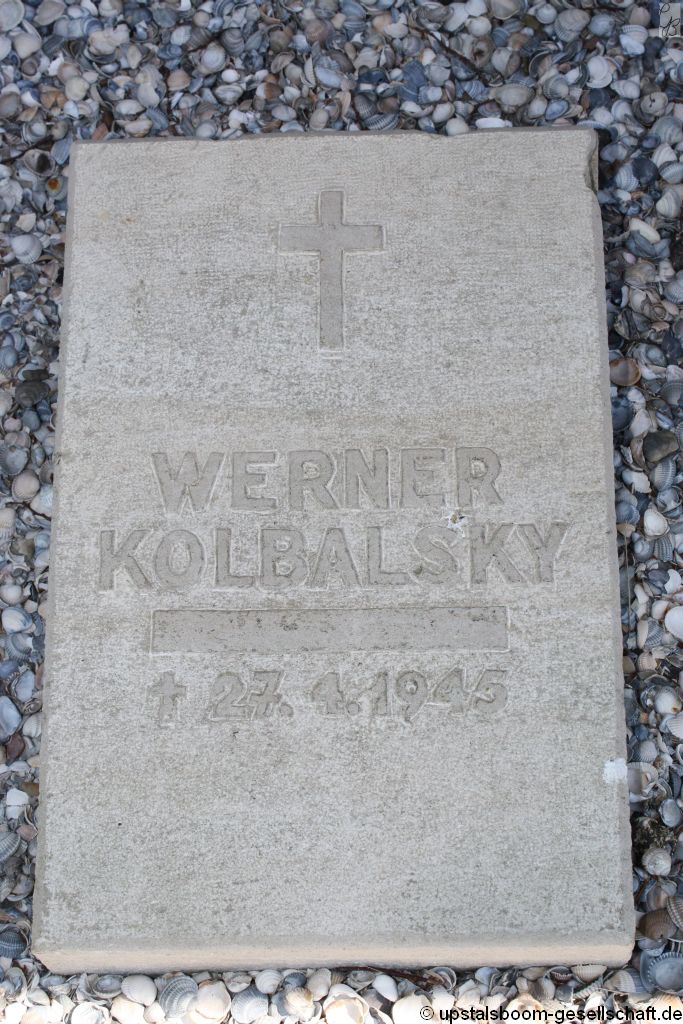 WERNER
KOLBALSKY
† 27. 4. 1945
© upstalsboom-gesellschaft.de